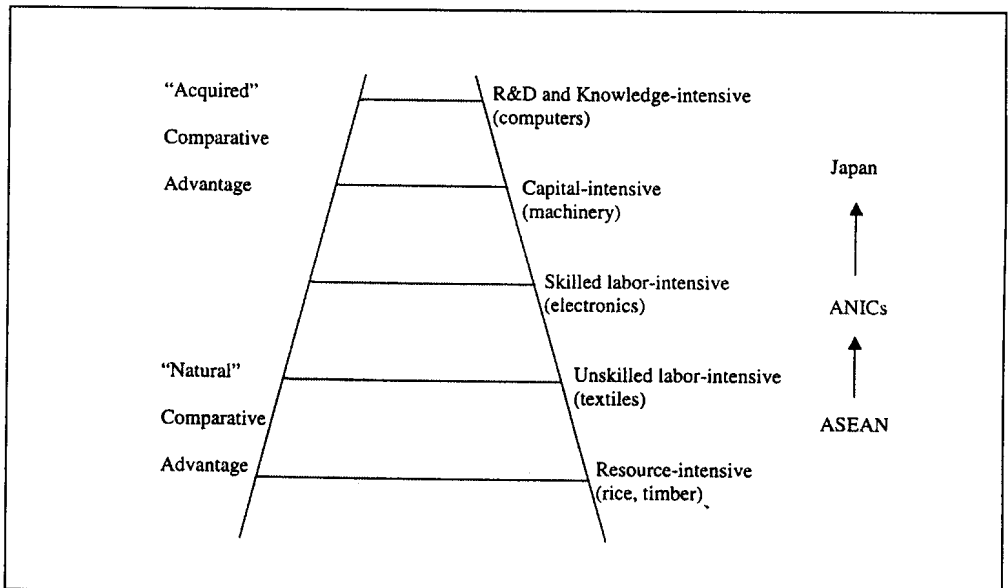 “Acquired”
Comparative
Advantage
R&D and Knowledge-intensive
(computers)
Capital-intensive
(machinery)
Skilled labor-intensive
(electronics)
“Natural”
Comparative
Advantage
Unskilled labor-intensive
(textiles)
Resource-intensive
(rice, timber)
Japan
ANICs
ASEAN